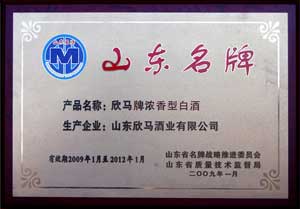 山东名牌
产品名称：欣马牌浓香型白酒
生产企业：山东欣马酒业有限公司
有效期2009年1月至2012年1月
山东省名牌战略推进委员会
山东省质量技术监督局
二〇〇九年一月